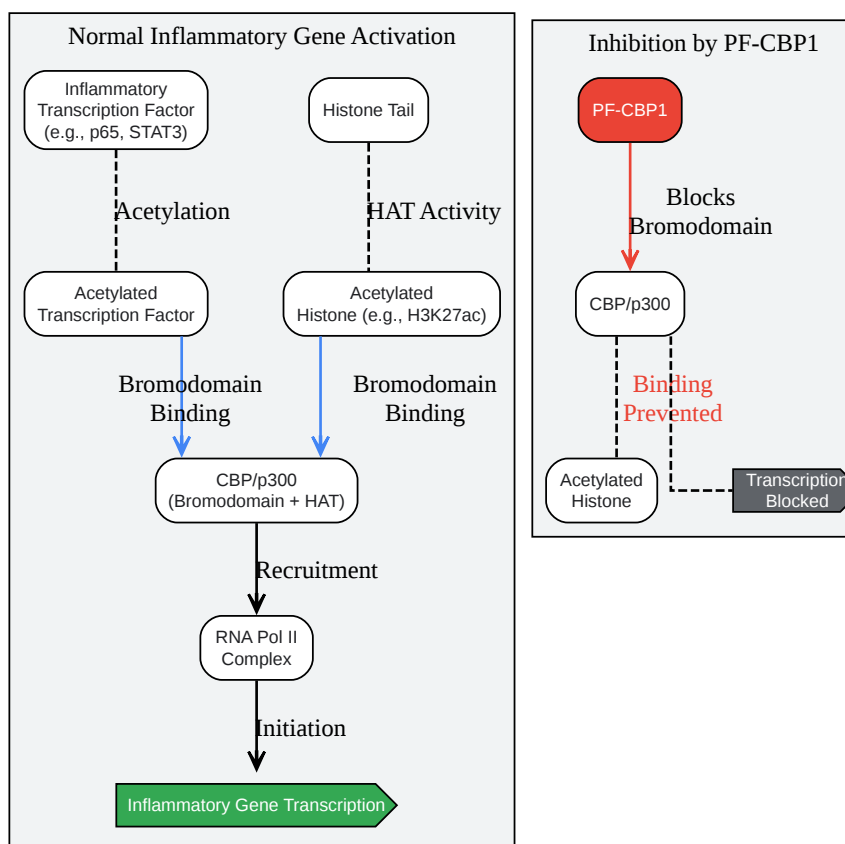 Normal Inflammatory Gene Activation
Inflammatory
Transcription Factor
(e.g., p65, STAT3)
Histone Tail
Acetylation
HAT Activity
Acetylated
Transcription Factor
Acetylated
Histone (e.g., H3K27ac)
Bromodomain
Binding
Bromodomain
Binding
CBP/p300
(Bromodomain + HAT)
Recruitment
RNA Pol II
Complex
Initiation
Inflammatory Gene Transcription
Inhibition by PF-CBP1
PF-CBP1
Blocks
Bromodomain
CBP/p300
Binding
Prevented
Acetylated
Histone
Transcription
Blocked